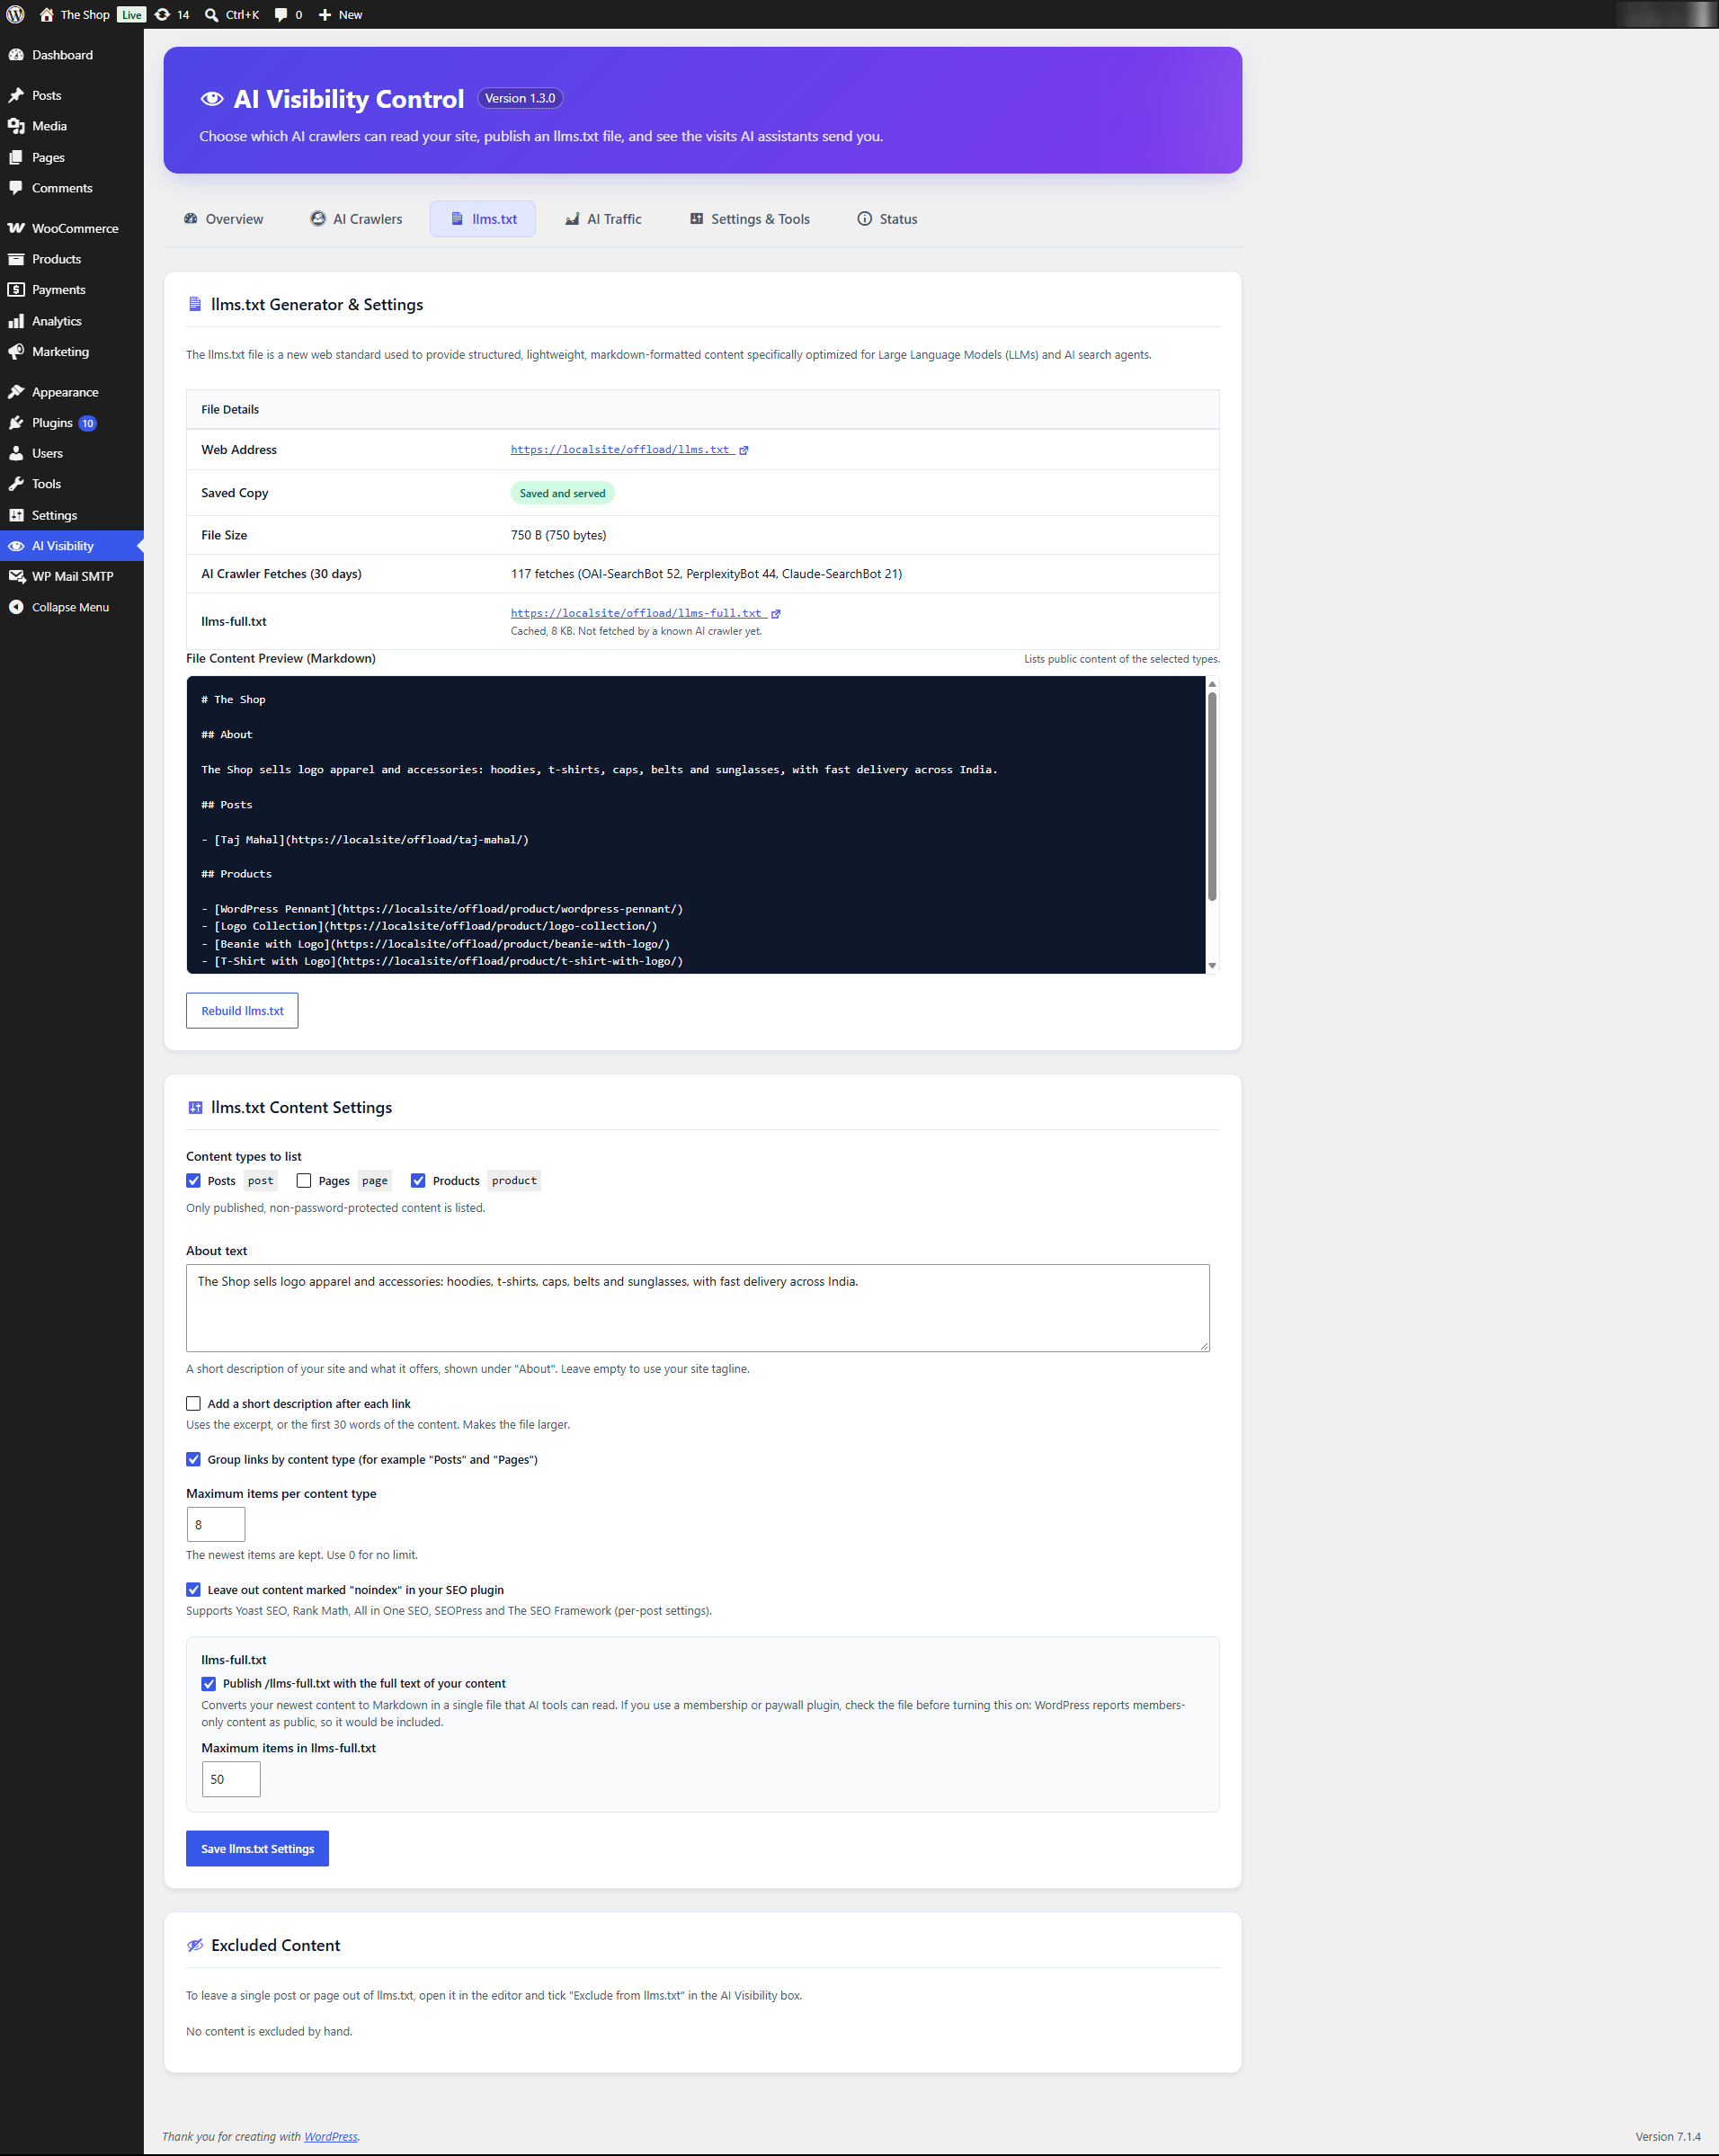 The Shop Live 14 Ctrl+K 0 New
Dashboard
Posts
Media
Pages
Comments
WooCommerce
Products
Payments
Analytics
Marketing
Appearance
Plugins 10
Users
Tools
Settings
AI Visibility
WP Mail SMTP
Collapse Menu
AI Visibility Control Version 1.3.0
Choose which AI crawlers can read your site, publish an llms.txt file, and see the visits AI assistants send you.
Overview AI Crawlers llms.txt AI Traffic Settings & Tools Status
llms.txt Generator & Settings
The llms.txt file is a new web standard used to provide structured, lightweight, markdown-formatted content specifically optimized for Large Language Models (LLMs) and AI search agents.
File Details
Web Address https://localsite/offload/llms.txt
Saved Copy Saved and served
File Size 750 B (750 bytes)
AI Crawler Fetches (30 days) 117 fetches (OAI-SearchBot 52, PerplexityBot 44, Claude-SearchBot 21)
llms-full.txt https://localsite/offload/llms-full.txt
Cached, 8 KB. Not fetched by a known AI crawler yet.
File Content Preview (Markdown) Lists public content of the selected types.
# The Shop
## About
The Shop sells logo apparel and accessories: hoodies, t-shirts, caps, belts and sunglasses, with fast delivery across India.
## Posts
- [Taj Mahal](https://localsite/offload/taj-mahal/)
## Products
- [WordPress Pennant](https://localsite/offload/product/wordpress-pennant/)
- [Logo Collection](https://localsite/offload/product/logo-collection/)
- [Beanie with Logo](https://localsite/offload/product/beanie-with-logo/)
- [T-Shirt with Logo](https://localsite/offload/product/t-shirt-with-logo/)
Rebuild llms.txt
llms.txt Content Settings
Content types to list
Posts post Pages page Products product
Only published, non-password-protected content is listed.
About text
The Shop sells logo apparel and accessories: hoodies, t-shirts, caps, belts and sunglasses, with fast delivery across India.
A short description of your site and what it offers, shown under "About". Leave empty to use your site tagline.
Add a short description after each link
Uses the excerpt, or the first 30 words of the content. Makes the file larger.
Group links by content type (for example "Posts" and "Pages")
Maximum items per content type
8
The newest items are kept. Use 0 for no limit.
Leave out content marked "noindex" in your SEO plugin
Supports Yoast SEO, Rank Math, All in One SEO, SEOPress and The SEO Framework (per-post settings).
llms-full.txt
Publish /llms-full.txt with the full text of your content
Converts your newest content to Markdown in a single file that AI tools can read. If you use a membership or paywall plugin, check the file before turning this on: WordPress reports members-
only content as public, so it would be included.
Maximum items in llms-full.txt
50
Save llms.txt Settings
Excluded Content
To leave a single post or page out of llms.txt, open it in the editor and tick "Exclude from llms.txt" in the AI Visibility box.
No content is excluded by hand.
Thank you for creating with WordPress. Version 7.1.4